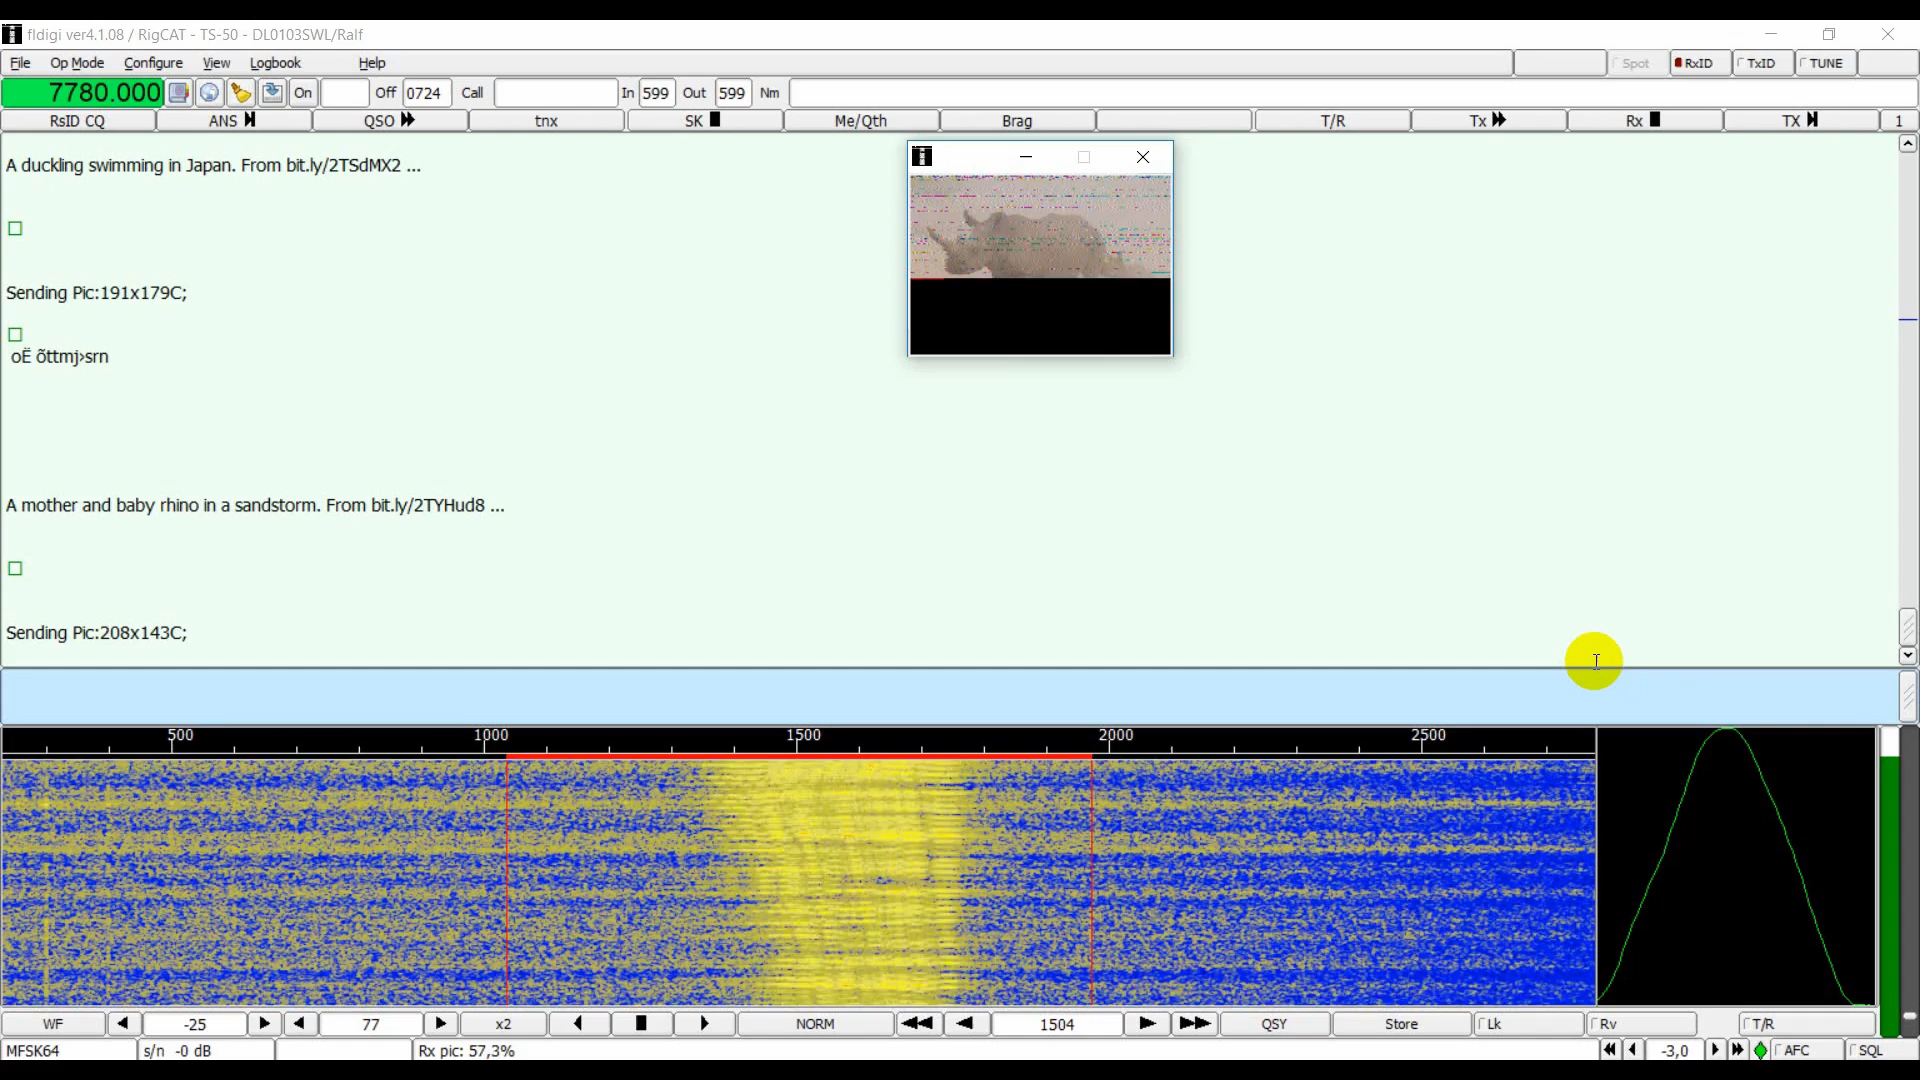 fldigi ver4.1.08 / RigCAT - TS-50 - DL0103SWL/Ralf
File Op Mode Configure View Logbook Help Spot RxID TxID TUNE
7780.000 On Off 0724 Call In 599 Out 599 Nm
RsID CQ ANS QSO tnx SK Me/Qth Brag T/R Tx Rx TX 1
A duckling swimming in Japan. From bit.ly/2TSdMX2 ...
Sending Pic:191x179C;
oË õttmj›srn
A mother and baby rhino in a sandstorm. From bit.ly/2TYHud8 ...
Sending Pic:208x143C;
500 1000 1500 2000 2500
WF -25 77 x2 NORM 1504 QSY Store Lk Rv T/R
MFSK64 s/n -0 dB Rx pic: 57,3% -3,0 AFC SQL